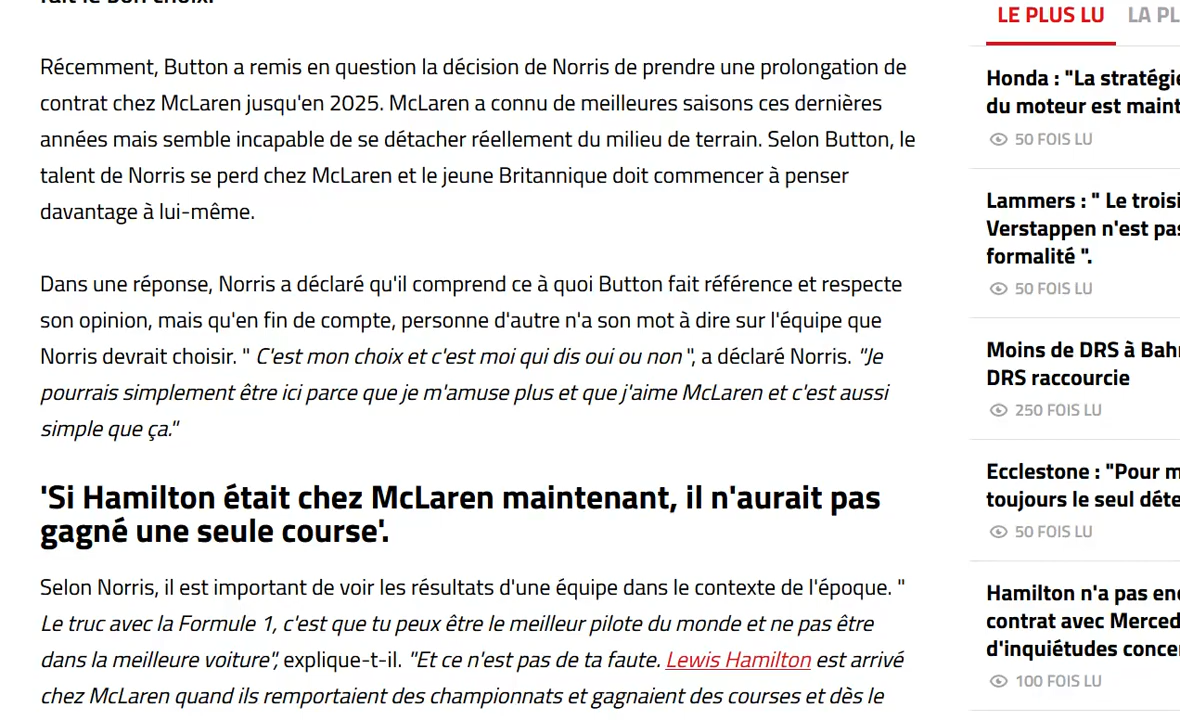 Récemment, Button a remis en question la décision de Norris de prendre une prolongation de
contrat chez McLaren jusqu'en 2025. McLaren a connu de meilleures saisons ces dernières
années mais semble incapable de se détacher réellement du milieu de terrain. Selon Button, le
talent de Norris se perd chez McLaren et le jeune Britannique doit commencer à penser
davantage à lui-même.
Dans une réponse, Norris a déclaré qu'il comprend ce à quoi Button fait référence et respecte
son opinion, mais qu'en fin de compte, personne d'autre n'a son mot à dire sur l'équipe que
Norris devrait choisir. " C'est mon choix et c'est moi qui dis oui ou non ", a déclaré Norris. "Je
pourrais simplement être ici parce que je m'amuse plus et que j'aime McLaren et c'est aussi
simple que ça."
'Si Hamilton était chez McLaren maintenant, il n'aurait pas
gagné une seule course'.
Selon Norris, il est important de voir les résultats d'une équipe dans le contexte de l'époque. "
Le truc avec la Formule 1, c'est que tu peux être le meilleur pilote du monde et ne pas être
dans la meilleure voiture", explique-t-il. "Et ce n'est pas de ta faute. Lewis Hamilton est arrivé
chez McLaren quand ils remportaient des championnats et gagnaient des courses et dès le
LE PLUS LU LA PL
Honda : "La stratégie
du moteur est maint
50 FOIS LU
Lammers : " Le troisi
Verstappen n'est pas
formalité ".
50 FOIS LU
Moins de DRS à Bahr
DRS raccourcie
250 FOIS LU
Ecclestone : "Pour m
toujours le seul déte
50 FOIS LU
Hamilton n'a pas enc
contrat avec Merced
d'inquiétudes conce
100 FOIS LU